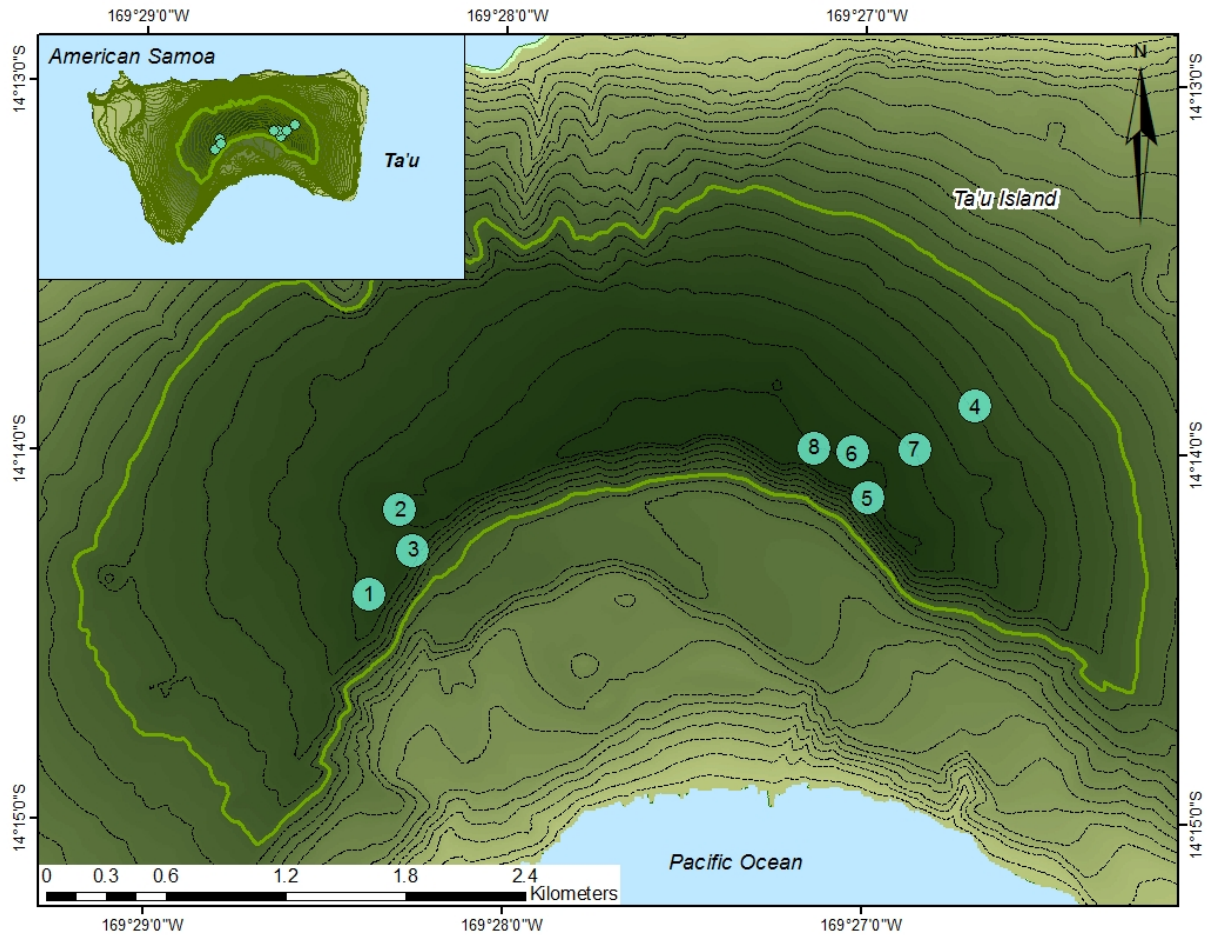 169°29'0"W
169°28'0"W
169°27'0"W
American Samoa
Ta'u
N
14°13'0"S
14°13'0"S
Ta'u Island
4
8
6
7
14°14'0"S
14°14'0"S
5
2
3
1
14°15'0"S
14°15'0"S
Pacific Ocean
0 0.3 0.6 1.2 1.8 2.4
Kilometers
169°29'0"W
169°28'0"W
169°27'0"W